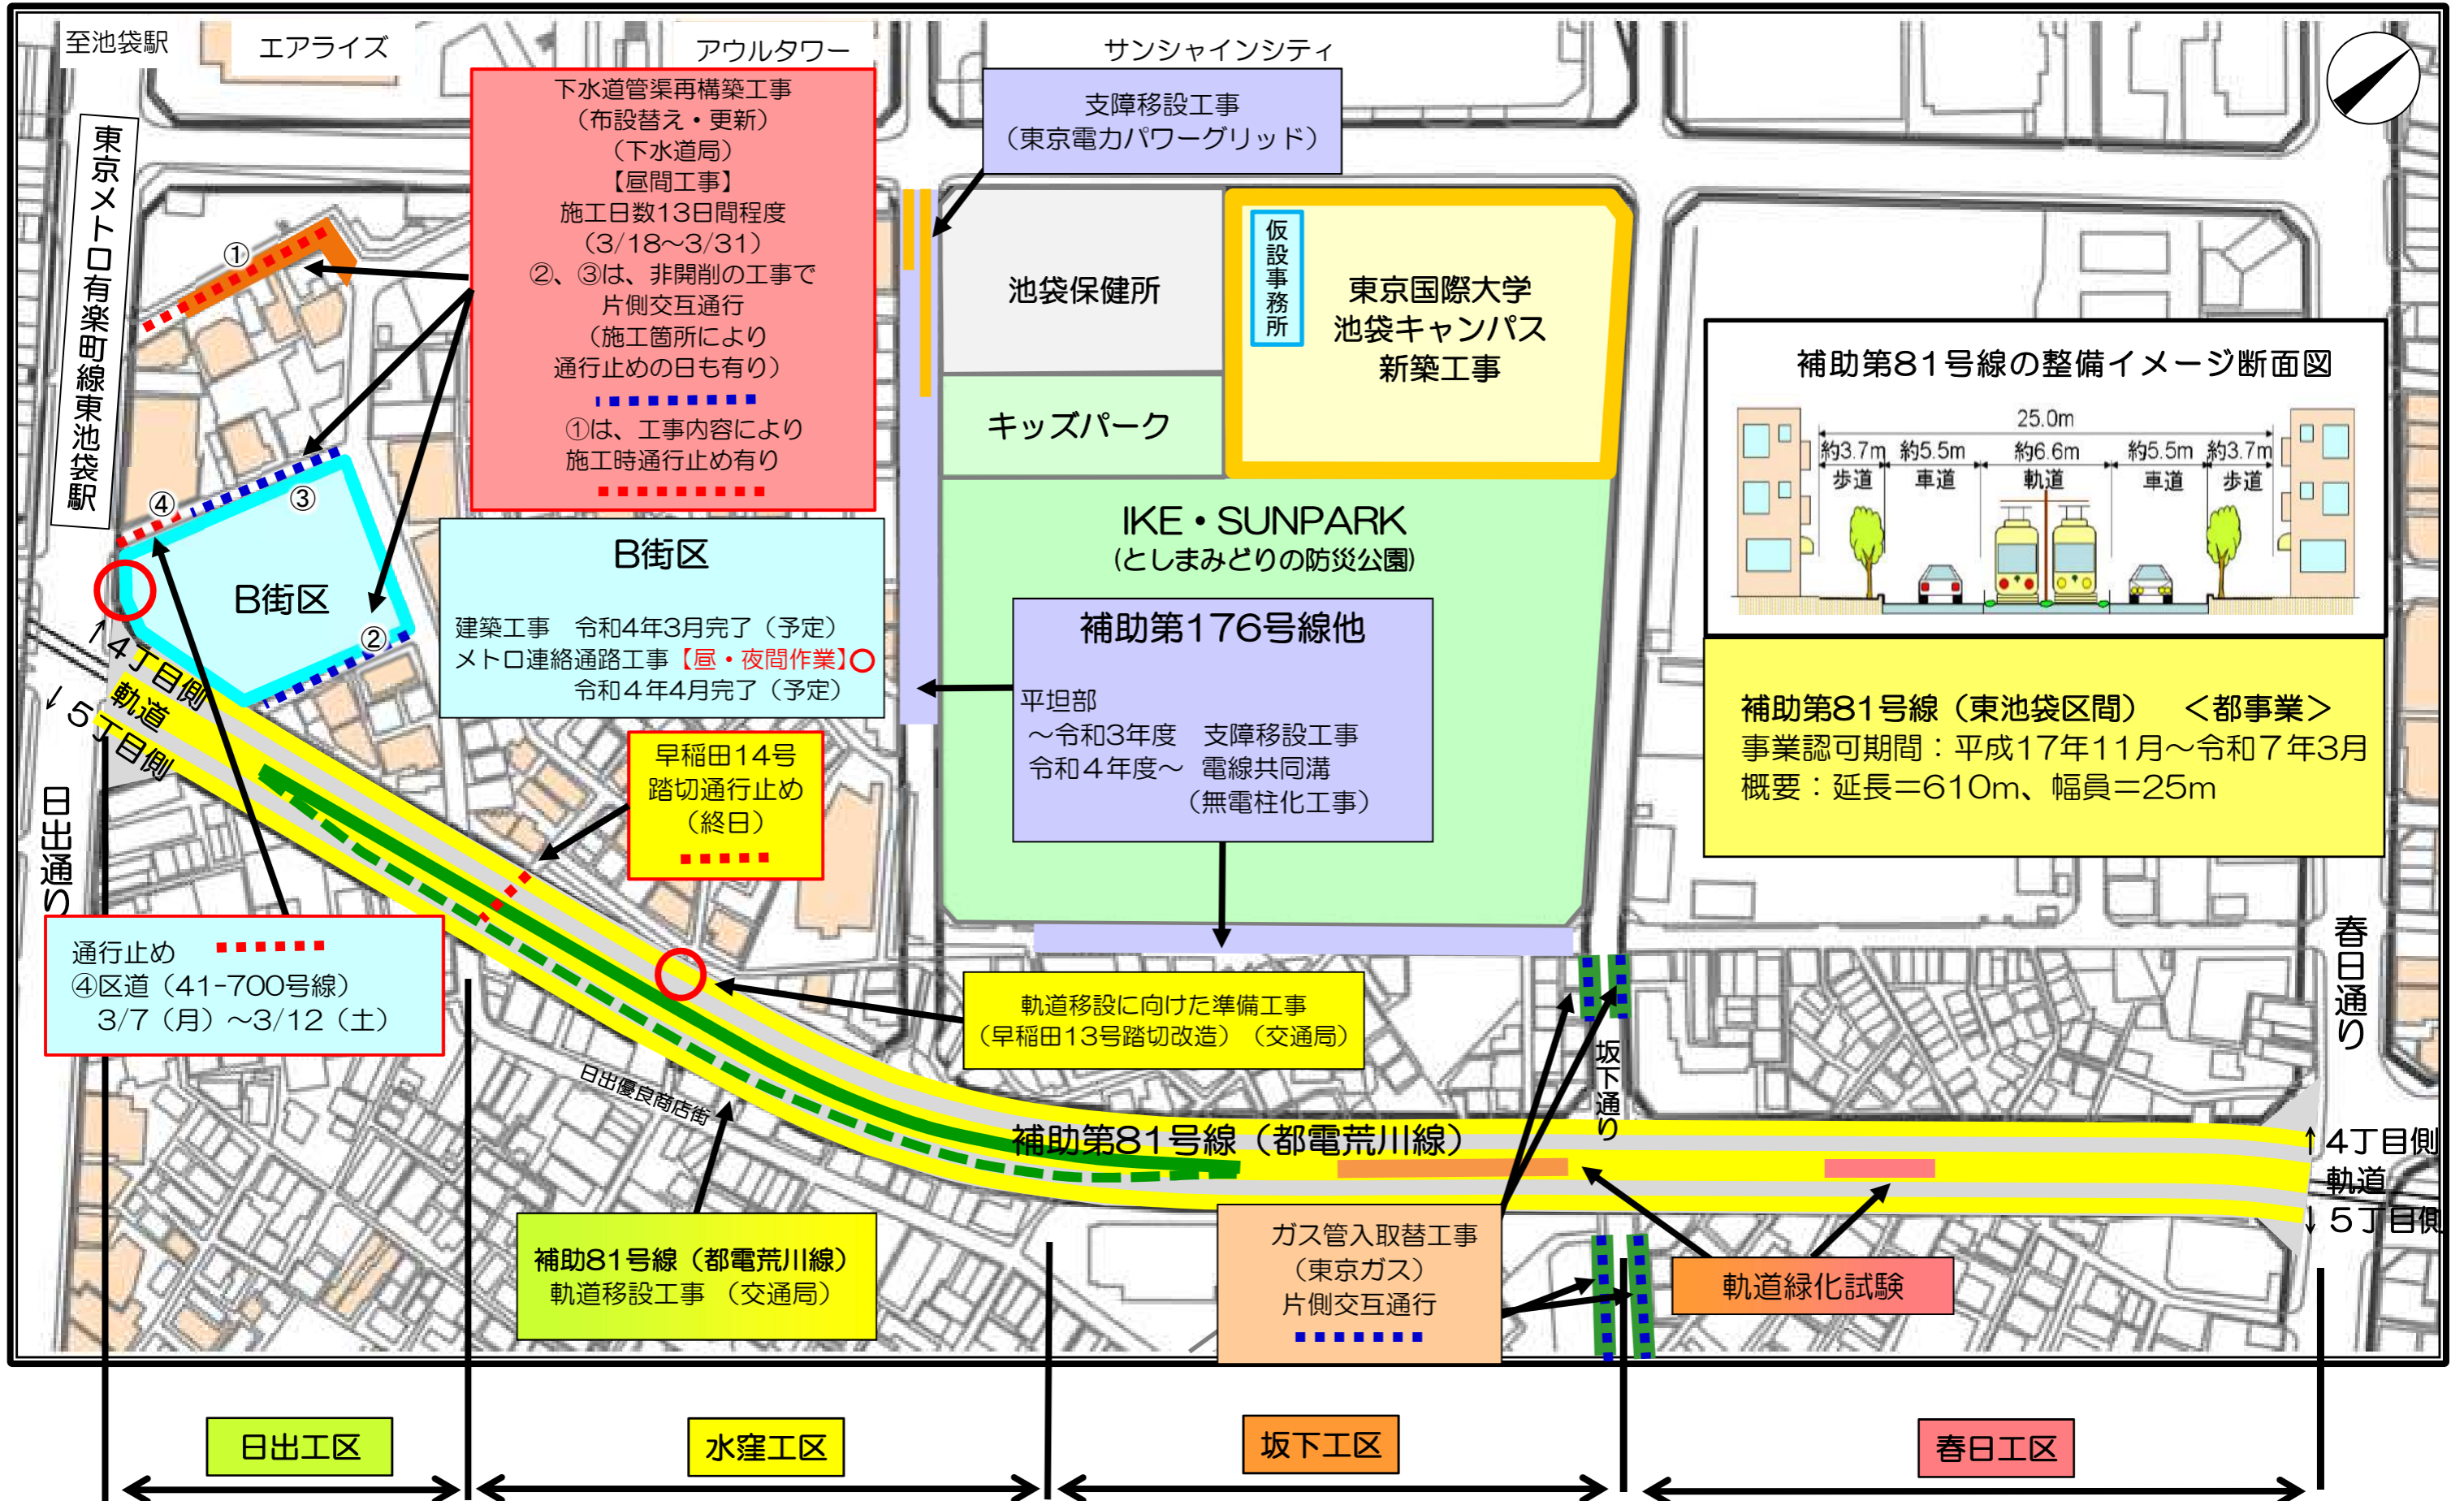 至池袋駅
エアライズ
アウルタワー
サンシャインシティ
東京メトロ有楽町線東池袋駅
下水道管渠再構築工事
（布設替え・更新）
（下水道局）
【昼間工事】
施工日数13日間程度
（3/18～3/31）
②、③は、非開削の工事で
片側交互通行
（施工箇所により
通行止めの日も有り）
①は、工事内容により
施工時通行止め有り
支障移設工事
（東京電力パワーグリッド）
①
③
④
②
B街区
池袋保健所
キッズパーク
仮設事務所
東京国際大学
池袋キャンパス
新築工事
IKE・SUNPARK
(としまみどりの防災公園)
B街区
建築工事　令和4年3月完了（予定）
メトロ連絡通路工事【昼・夜間作業】○
令和４年4月完了（予定）
補助第176号線他
平坦部
～令和3年度　支障移設工事
令和４年度～　電線共同溝
（無電柱化工事）
補助第81号線の整備イメージ断面図
25.0m
約3.7m 約5.5m 約6.6m 約5.5m 約3.7m
歩道 車道 軌道 車道 歩道
補助第81号線（東池袋区間）　＜都事業＞
事業認可期間：平成17年11月～令和７年3月
概要：延長＝610m、幅員＝25m
↑4丁目側
軌道
↓5丁目側
日出通り
早稲田14号
踏切通行止め
（終日）
通行止め
④区道（41-700号線）
3/7（月）～3/12（土）
軌道移設に向けた準備工事
（早稲田13号踏切改造）（交通局）
日出優良商店街
坂下通り
春日通り
補助第81号線（都電荒川線）
↑4丁目側
軌道
↓5丁目側
補助81号線（都電荒川線）
軌道移設工事 （交通局）
ガス管入取替工事
（東京ガス）
片側交互通行
軌道緑化試験
日出工区
水窪工区
坂下工区
春日工区